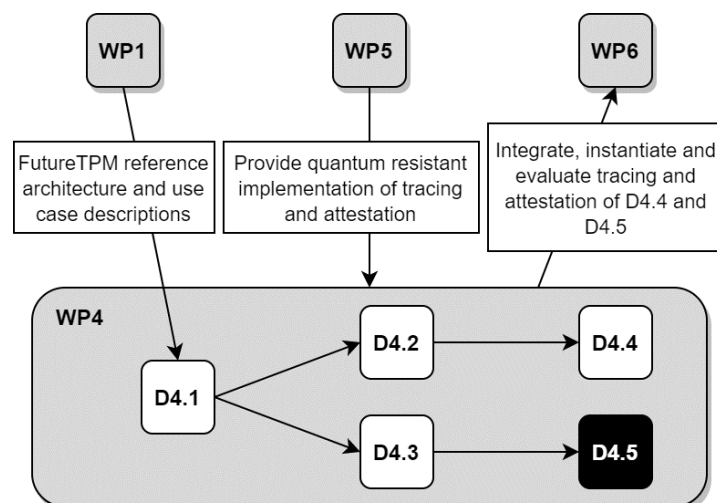 WP1
WP5
WP6
FutureTPM reference
architecture and use
case descriptions
Provide quantum resistant
implementation of tracing
and attestation
Integrate, instantiate and
evaluate tracing and
attestation of D4.4 and
D4.5
WP4
D4.1
D4.2
D4.4
D4.3
D4.5